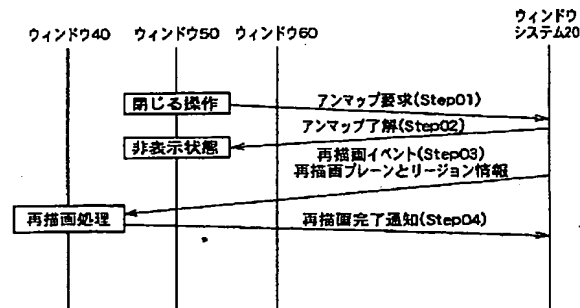 ウィンドウ40
ウィンドウ50
ウィンドウ60
ウィンドウ
システム20
閉じる操作
アンマップ要求(Step01)
アンマップ了解(Step02)
非表示状態
再描画イベント(Step03)
再描画プレーンとリージョン情報
再描画処理
再描画完了通知(Step04)